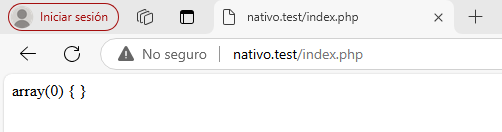 Iniciar sesión
nativo.test/index.php
No seguro
nativo.test/index.php
array(0) { }